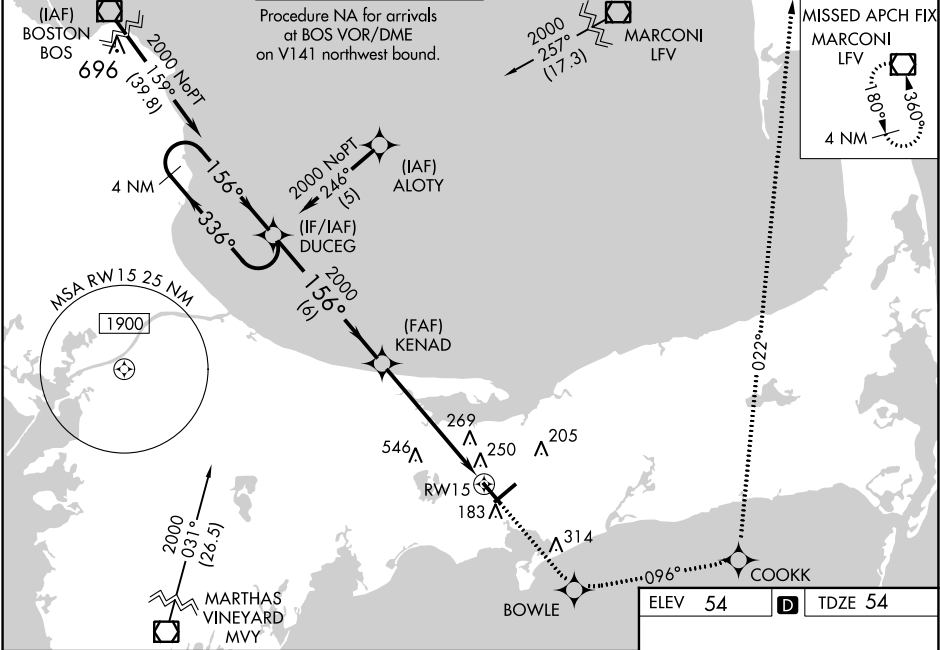 (IAF)
BOSTON
BOS
696
2000 NoPT
159°
(39.8)
Procedure NA for arrivals
at BOS VOR/DME
on V141 northwest bound.
2000
257°
(17.3)
MARCONI
LFV
MISSED APCH FIX
MARCONI
LFV
180°
360°
4 NM
4 NM
156°
336°
2000 NoPT
246°
(5)
(IAF)
ALOTY
(IF/IAF)
DUCEG
2000
156°
(6)
(FAF)
KENAD
MSA RW15 25 NM
1900
022°
269
546
250
205
RW15
183
314
2000
031°
(26.5)
MARTHAS
VINEYARD
MVY
BOWLE
096°
COOKK
ELEV 54
D
TDZE 54